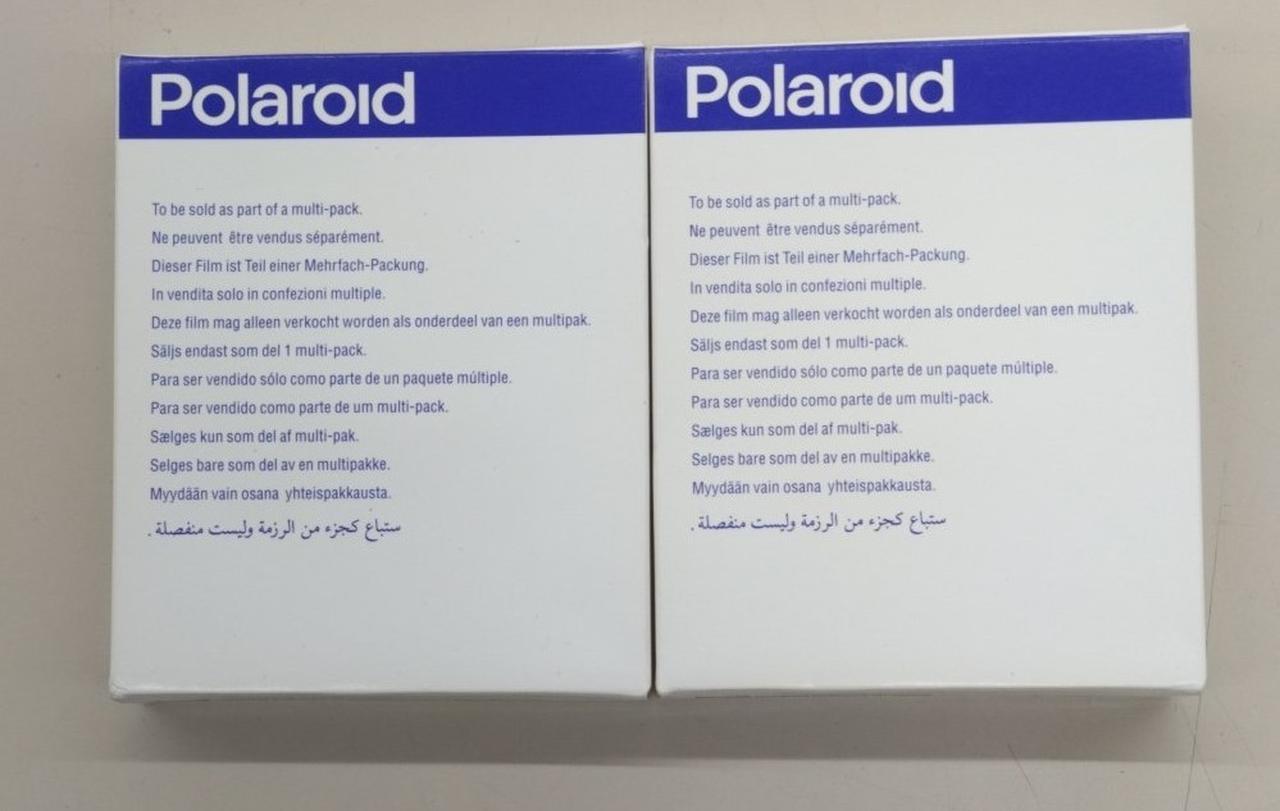 Polaroid
To be sold as part of a multi-pack.
Ne peuvent être vendus séparément.
Dieser Film ist Teil einer Mehrfach-Packung.
In vendita solo in confezioni multiple.
Deze film mag alleen verkocht worden als onderdeel van een multipak.
Säljs endast som del 1 multi-pack.
Para ser vendido sólo como parte de un paquete múltiple.
Para ser vendido como parte de um multi-pack.
Sælges kun som del af multi-pak.
Selges bare som del av en multipakke.
Myydään vain osana yhteispakkausta.
ستباع كجزء من الرزمة وليست منفصلة .
Polaroid
To be sold as part of a multi-pack.
Ne peuvent être vendus séparément.
Dieser Film ist Teil einer Mehrfach-Packung.
In vendita solo in confezioni multiple.
Deze film mag alleen verkocht worden als onderdeel van een multipak.
Säljs endast som del 1 multi-pack.
Para ser vendido sólo como parte de un paquete múltiple.
Para ser vendido como parte de um multi-pack.
Sælges kun som del af multi-pak.
Selges bare som del av en multipakke.
Myydään vain osana yhteispakkausta.
ستباع كجزء من الرزمة وليست منفصلة .